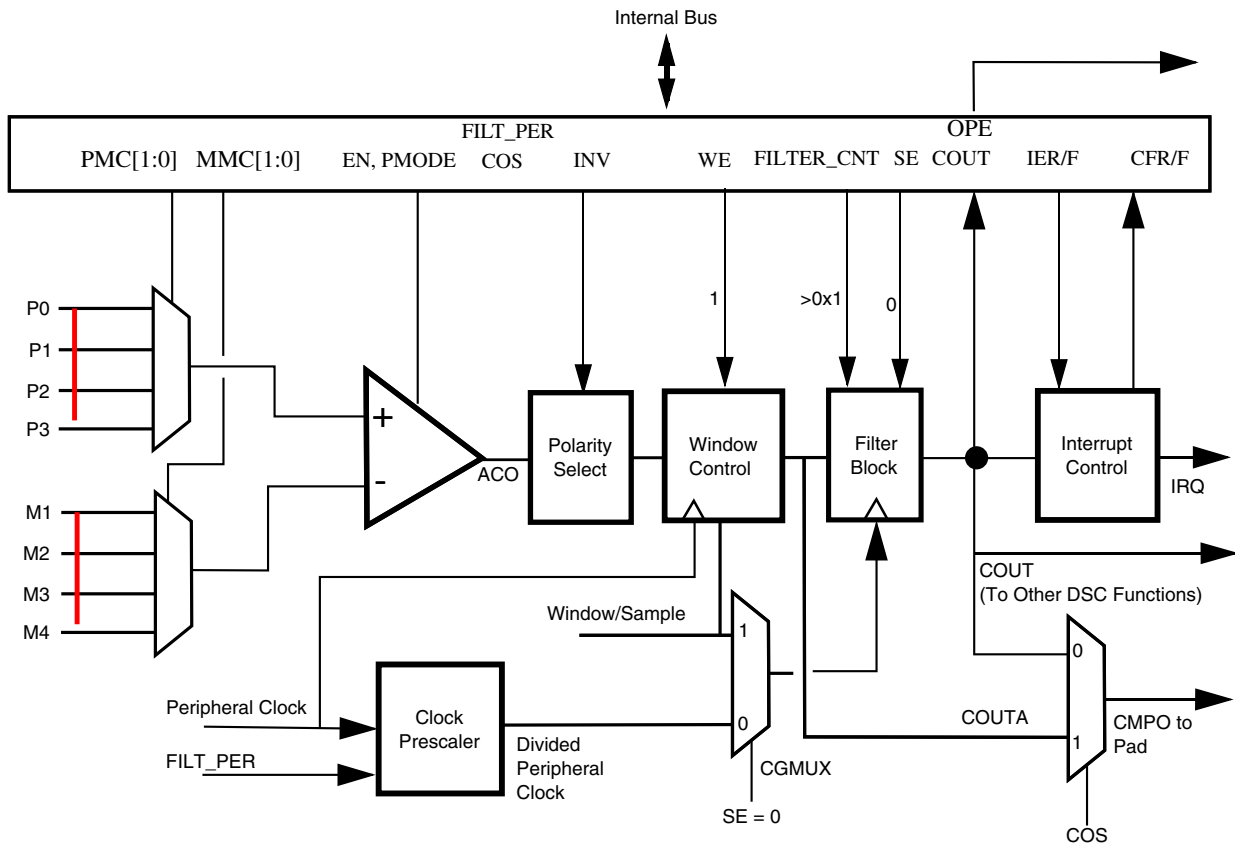 Internal Bus
FILT_PER
OPE
PMC[1:0] MMC[1:0] EN, PMODE COS INV WE FILTER_CNT SE COUT IER/F CFR/F
1
>0x1
0
P0
P1
P2
P3
+
-
ACO
Polarity
Select
Window
Control
Filter
Block
Interrupt
Control
IRQ
M1
M2
M3
M4
COUT
(To Other DSC Functions)
Window/Sample
1
0
Peripheral Clock
FILT_PER
Clock
Prescaler
Divided
Peripheral
Clock
0
1
CGMUX
SE = 0
COUTA
CMPO to
Pad
COS